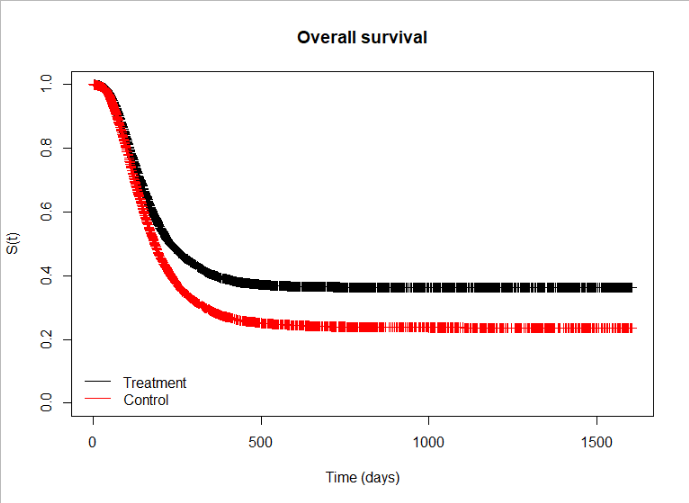 Overall survival
S(t)
1.0
0.8
0.6
0.4
0.2
0.0
Treatment
Control
0 500 1000 1500
Time (days)